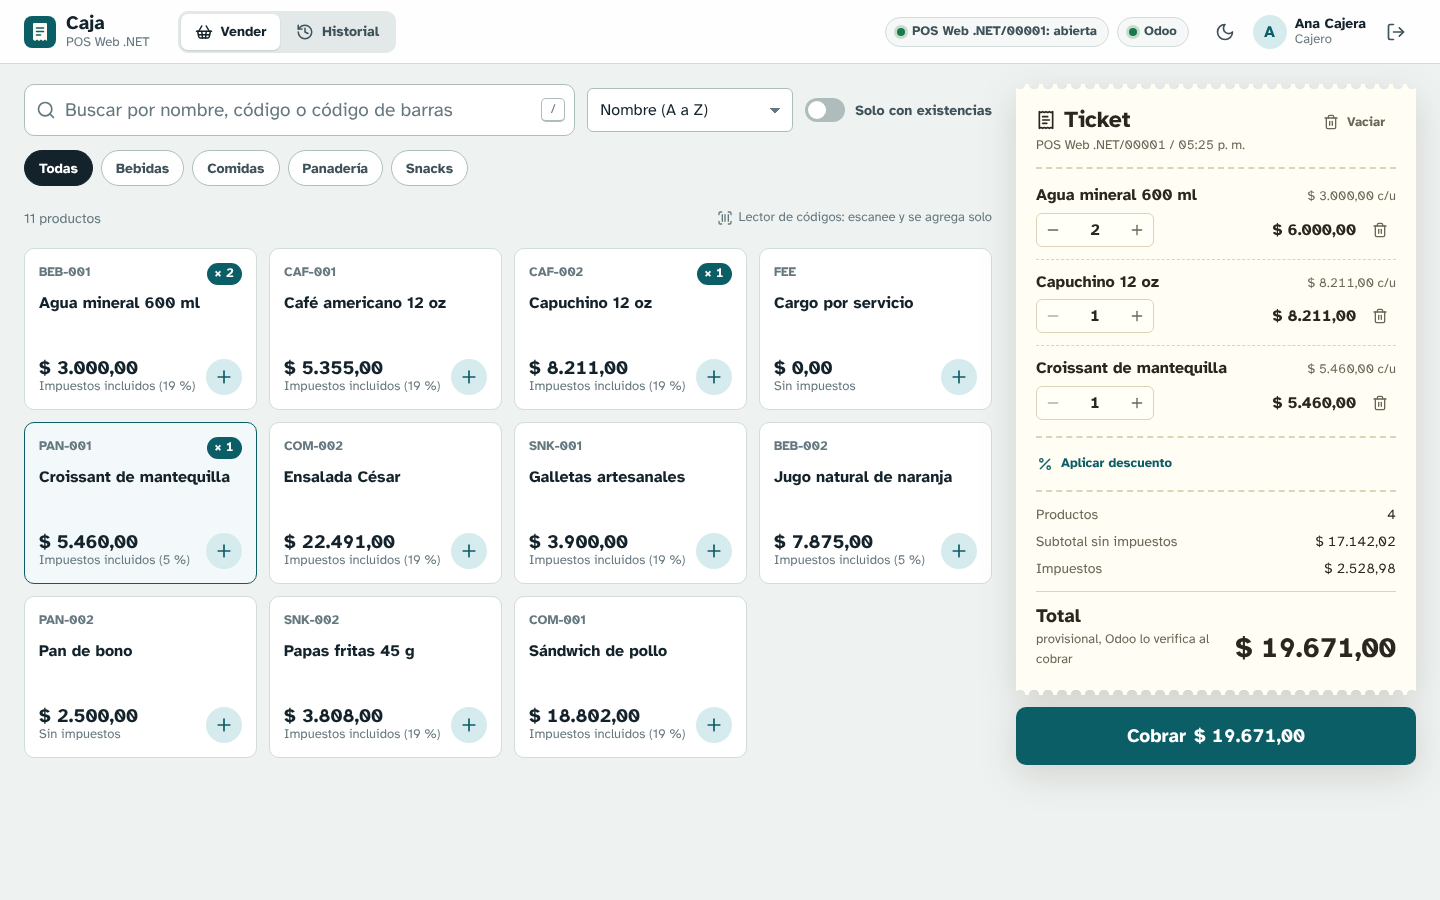 Caja
POS Web .NET
Vender
Historial
POS Web .NET/00001: abierta
Odoo
A
Ana Cajera
Cajero
Buscar por nombre, código o código de barras
/
Nombre (A a Z)
Solo con existencias
Todas
Bebidas
Comidas
Panadería
Snacks
11 productos
Lector de códigos: escanee y se agrega solo
BEB-001
× 2
Agua mineral 600 ml
$ 3.000,00
Impuestos incluidos (19 %)
CAF-001
Café americano 12 oz
$ 5.355,00
Impuestos incluidos (19 %)
CAF-002
× 1
Capuchino 12 oz
$ 8.211,00
Impuestos incluidos (19 %)
FEE
Cargo por servicio
$ 0,00
Sin impuestos
PAN-001
× 1
Croissant de mantequilla
$ 5.460,00
Impuestos incluidos (5 %)
COM-002
Ensalada César
$ 22.491,00
Impuestos incluidos (19 %)
SNK-001
Galletas artesanales
$ 3.900,00
Impuestos incluidos (19 %)
BEB-002
Jugo natural de naranja
$ 7.875,00
Impuestos incluidos (5 %)
PAN-002
Pan de bono
$ 2.500,00
Sin impuestos
SNK-002
Papas fritas 45 g
$ 3.808,00
Impuestos incluidos (19 %)
COM-001
Sándwich de pollo
$ 18.802,00
Impuestos incluidos (19 %)
Ticket
Vaciar
POS Web .NET/00001 / 05:25 p. m.
Agua mineral 600 ml
$ 3.000,00 c/u
− 2 +
$ 6.000,00
Capuchino 12 oz
$ 8.211,00 c/u
− 1 +
$ 8.211,00
Croissant de mantequilla
$ 5.460,00 c/u
− 1 +
$ 5.460,00
Aplicar descuento
Productos 4
Subtotal sin impuestos $ 17.142,02
Impuestos $ 2.528,98
Total
provisional, Odoo lo verifica al
cobrar
$ 19.671,00
Cobrar $ 19.671,00